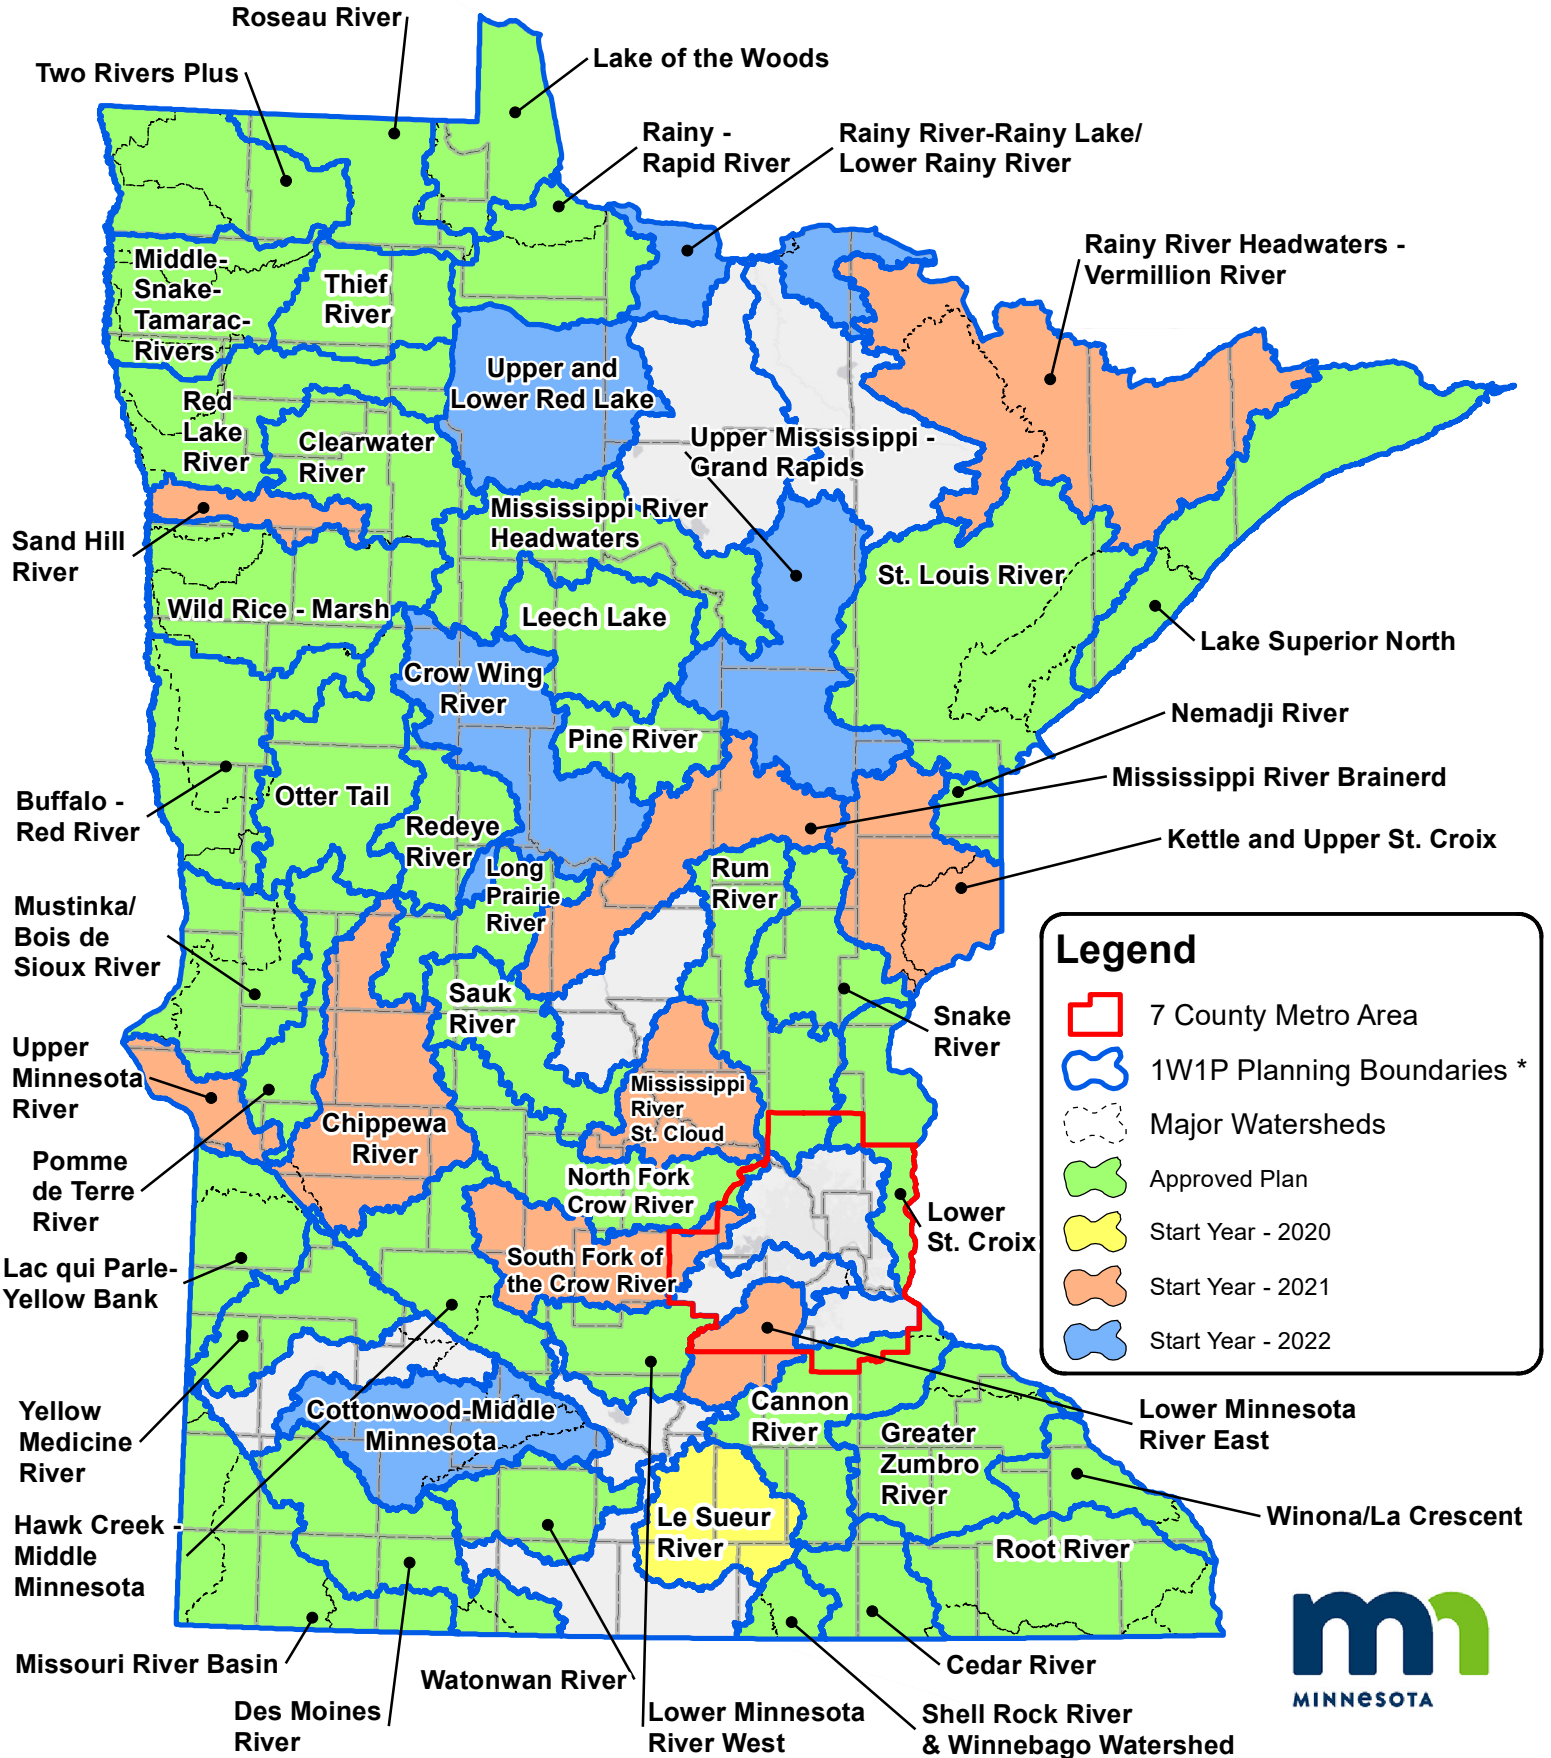 Roseau River
Two Rivers Plus
Lake of the Woods
Rainy -
Rapid River
Rainy River-Rainy Lake/
Lower Rainy River
Rainy River Headwaters -
Vermillion River
Middle-
Snake-
Tamarac-
Rivers
Thief
River
Upper and
Lower Red Lake
Red
Lake
River
Clearwater
River
Upper Mississippi -
Grand Rapids
Sand Hill
River
Mississippi River
Headwaters
St. Louis River
Wild Rice - Marsh
Leech Lake
Lake Superior North
Crow Wing
River
Nemadji River
Pine River
Mississippi River Brainerd
Buffalo -
Red River
Otter Tail
Redeye
River
Kettle and Upper St. Croix
Long
Prairie
River
Rum
River
Mustinka/
Bois de
Sioux River
Sauk
River
Snake
River
Upper
Minnesota
River
Mississippi
River
St. Cloud
Chippewa
River
Pomme
de Terre
River
North Fork
Crow River
Lower
St. Croix
Lac qui Parle-
Yellow Bank
South Fork of
the Crow River
Legend
7 County Metro Area
1W1P Planning Boundaries *
Major Watersheds
Approved Plan
Start Year - 2020
Start Year - 2021
Start Year - 2022
Yellow
Medicine
River
Cottonwood-Middle
Minnesota
Cannon
River
Greater
Zumbro
River
Lower Minnesota
River East
Hawk Creek -
Middle
Minnesota
Le Sueur
River
Winona/La Crescent
Root River
Missouri River Basin
Des Moines
River
Watonwan River
Lower Minnesota
River West
Cedar River
Shell Rock River
& Winnebago Watershed
mn
MINNESOTA